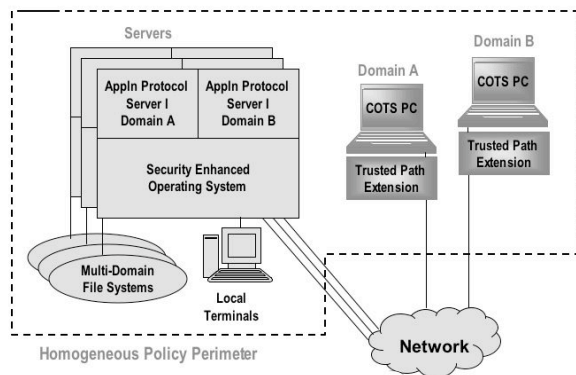 Servers
Appln Protocol
Server I
Domain A
Appln Protocol
Server I
Domain B
Security Enhanced
Operating System
Multi-Domain
File Systems
Local
Terminals
Domain A
COTS PC
Trusted Path
Extension
Domain B
COTS PC
Trusted Path
Extension
Network
Homogeneous Policy Perimeter